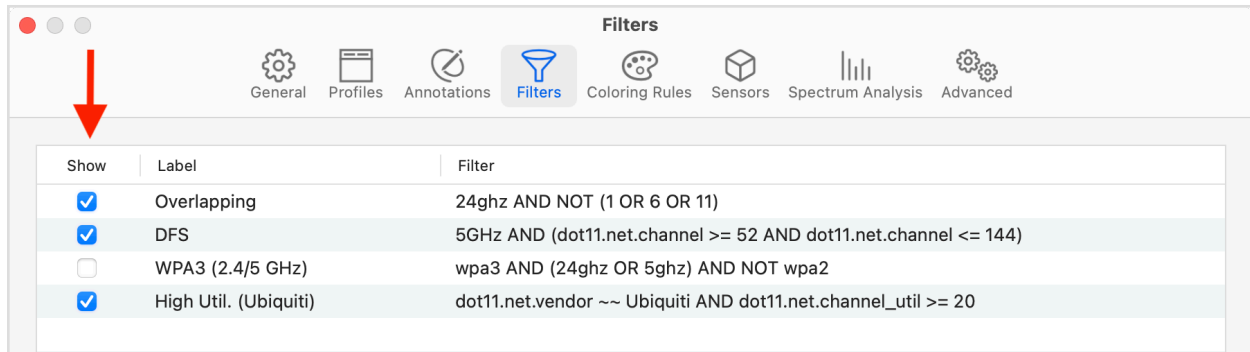 Filters
General Profiles Annotations Filters Coloring Rules Sensors Spectrum Analysis Advanced
Show Label Filter
Overlapping 24ghz AND NOT (1 OR 6 OR 11)
DFS 5GHz AND (dot11.net.channel >= 52 AND dot11.net.channel <= 144)
WPA3 (2.4/5 GHz) wpa3 AND (24ghz OR 5ghz) AND NOT wpa2
High Util. (Ubiquiti) dot11.net.vendor ~~ Ubiquiti AND dot11.net.channel_util >= 20